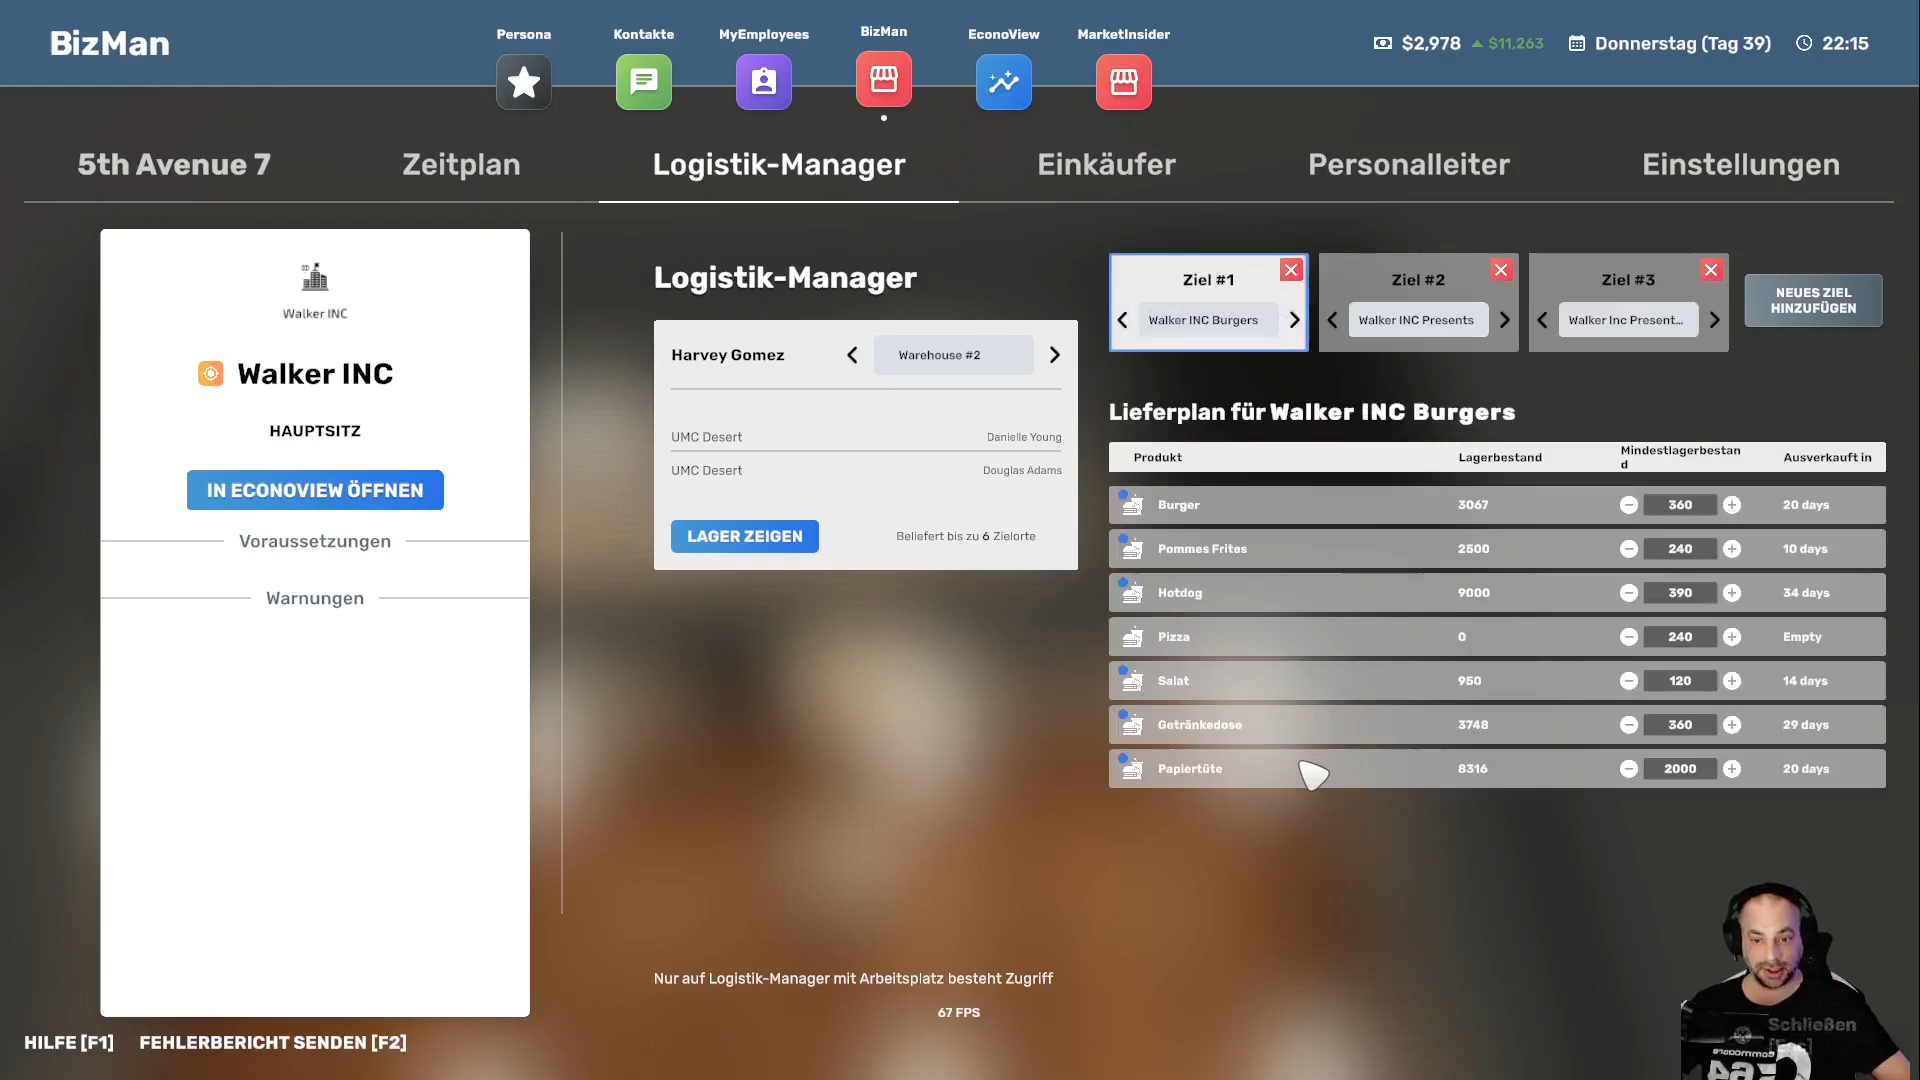 BizMan
Persona
Kontakte
MyEmployees
BizMan
EconoView
MarketInsider
$2,978
$11,263
Donnerstag (Tag 39)
22:15
5th Avenue 7
Zeitplan
Logistik-Manager
Einkäufer
Personalleiter
Einstellungen
Walker INC
Walker INC
HAUPTSITZ
IN ECONOVIEW ÖFFNEN
Voraussetzungen
Warnungen
Logistik-Manager
Harvey Gomez
Warehouse #2
UMC Desert
Danielle Young
UMC Desert
Douglas Adams
LAGER ZEIGEN
Beliefert bis zu 6 Zielorte
Ziel #1
Walker INC Burgers
Ziel #2
Walker INC Presents
Ziel #3
Walker Inc Present...
NEUES ZIEL
HINZUFÜGEN
Lieferplan für Walker INC Burgers
Produkt
Lagerbestand
Mindestlagerbestan
d
Ausverkauft in
Burger 3067 360 20 days
Pommes Frites 2500 240 10 days
Hotdog 9000 390 34 days
Pizza 0 240 Empty
Salat 950 120 14 days
Getränkedose 3748 360 29 days
Papiertüte 8316 2000 20 days
Nur auf Logistik-Manager mit Arbeitsplatz besteht Zugriff
67 FPS
HILFE [F1]
FEHLERBERICHT SENDEN [F2]
Schließen